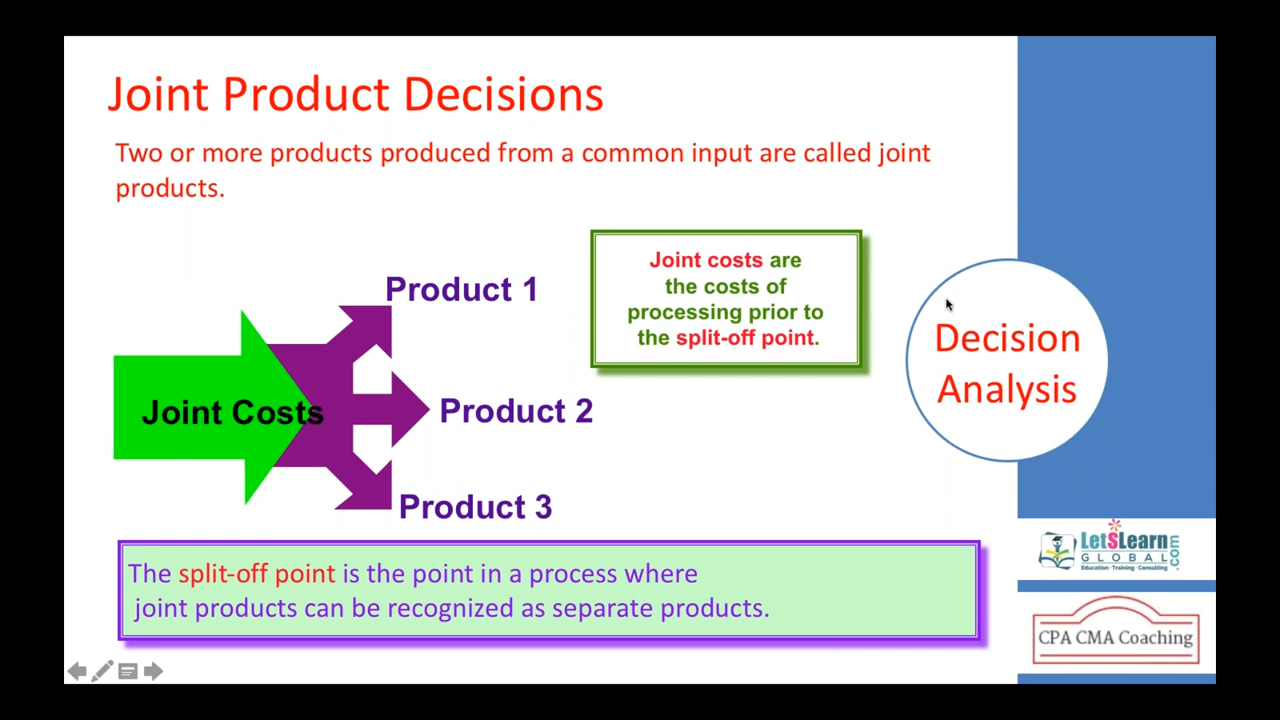 Joint Product Decisions
Two or more products produced from a common input are called joint
products.
Joint costs are
the costs of
processing prior to
the split-off point.
Product 1
Joint Costs
Product 2
Product 3
Decision
Analysis
The split-off point is the point in a process where
joint products can be recognized as separate products.
LetSLearn
GLOBAL.com
Education • Training • Consulting
CPA CMA Coaching